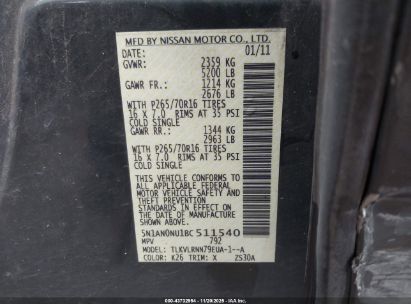 MFD BY NISSAN MOTOR CO., LTD.
DATE: 01/11
GVWR: 2359 KG
5200 LB
GAWR FR.: 1214 KG
2676 LB
WITH P265/70R16 TIRES
16 X 7.0 RIMS AT 35 PSI
COLD SINGLE
GAWR RR.: 1344 KG
2963 LB
WITH P265/70R16 TIRES
16 X 7.0 RIMS AT 35 PSI
COLD SINGLE
THIS VEHICLE CONFORMS TO ALL
APPLICABLE FEDERAL MOTOR
VEHICLE SAFETY STANDARDS IN
EFFECT ON THE DATE OF
MANUFACTURE SHOWN ABOVE.
5N1AN0NU1BC511540
MPV 792
MODEL: TLKVLRNN79EUA-1--A
COLOR: K26 TRIM: X ZS30A